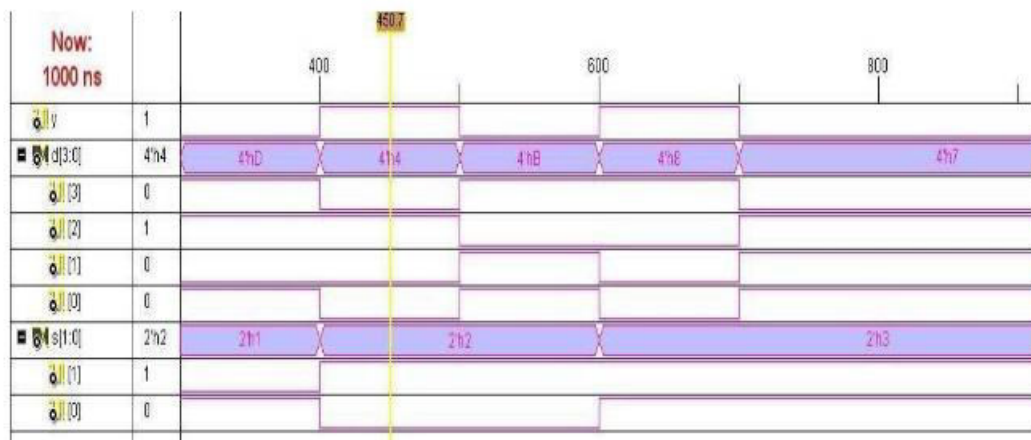 450.7
Now:
1000 ns
400 600 800
y 1
d[3:0] 4'h4 4'hD 4'h4 4'hB 4'h8 4'h7
[3] 0
[2] 1
[1] 0
[0] 0
s[1:0] 2'h2 2'h1 2'h2 2'h3
[1] 1
[0] 0